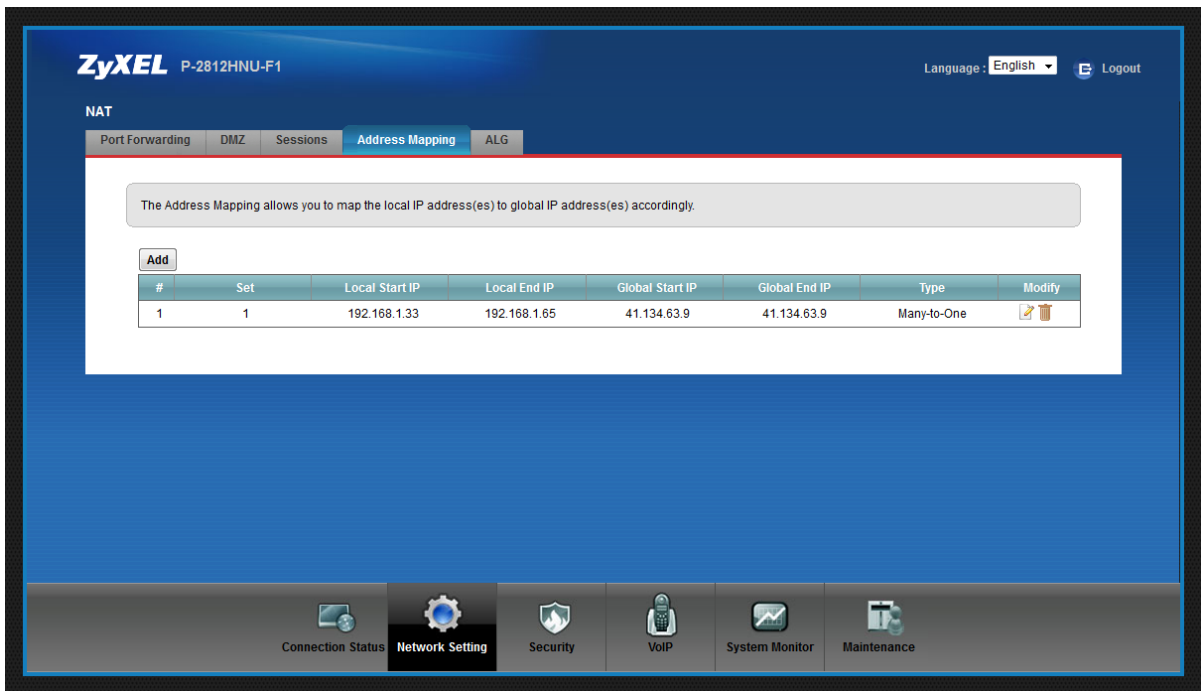 ZyXEL P-2812HNU-F1
Language : English
Logout
NAT
Port Forwarding DMZ Sessions Address Mapping ALG
The Address Mapping allows you to map the local IP address(es) to global IP address(es) accordingly.
Add
# Set Local Start IP Local End IP Global Start IP Global End IP Type Modify
1 1 192.168.1.33 192.168.1.65 41.134.63.9 41.134.63.9 Many-to-One
Connection Status Network Setting Security VoIP System Monitor Maintenance